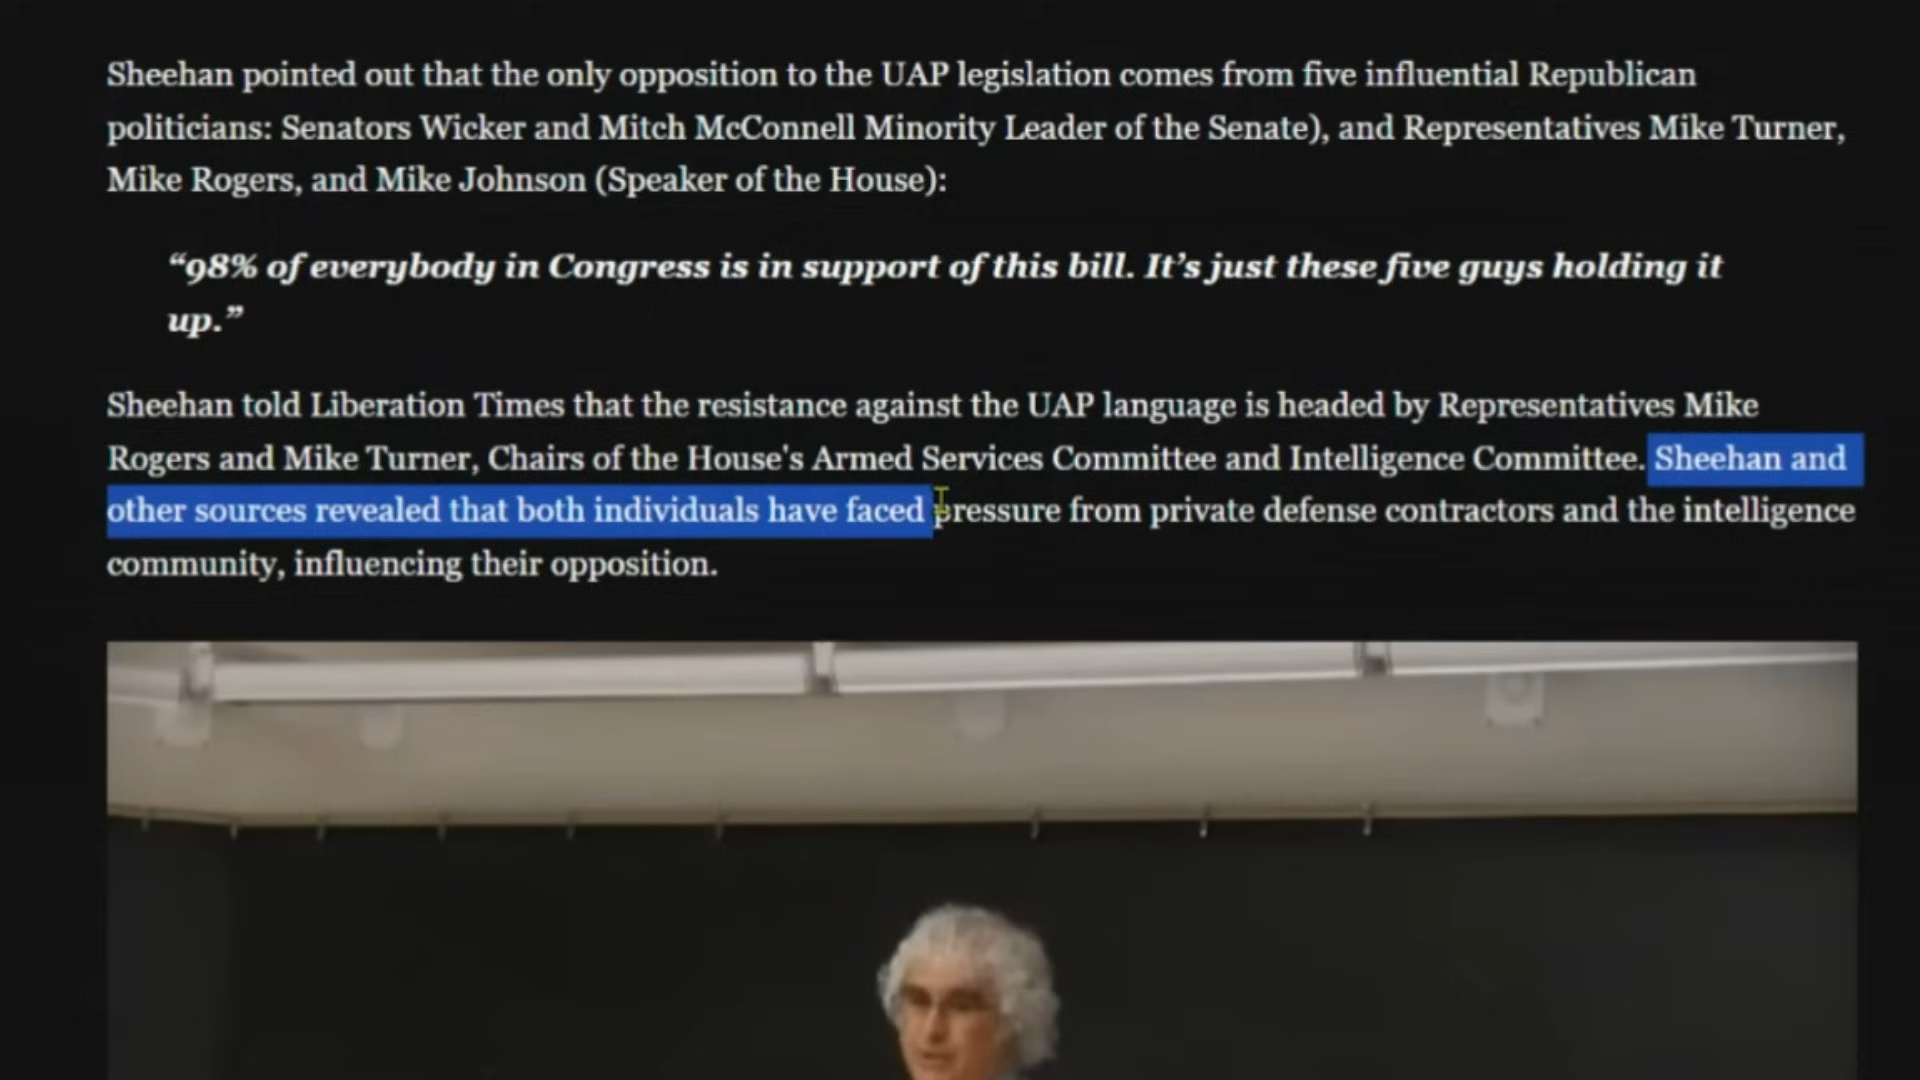 Sheehan pointed out that the only opposition to the UAP legislation comes from five influential Republican
politicians: Senators Wicker and Mitch McConnell Minority Leader of the Senate), and Representatives Mike Turner,
Mike Rogers, and Mike Johnson (Speaker of the House):
“98% of everybody in Congress is in support of this bill. It’s just these five guys holding it
up.”
Sheehan told Liberation Times that the resistance against the UAP language is headed by Representatives Mike
Rogers and Mike Turner, Chairs of the House's Armed Services Committee and Intelligence Committee. Sheehan and
other sources revealed that both individuals have faced pressure from private defense contractors and the intelligence
community, influencing their opposition.